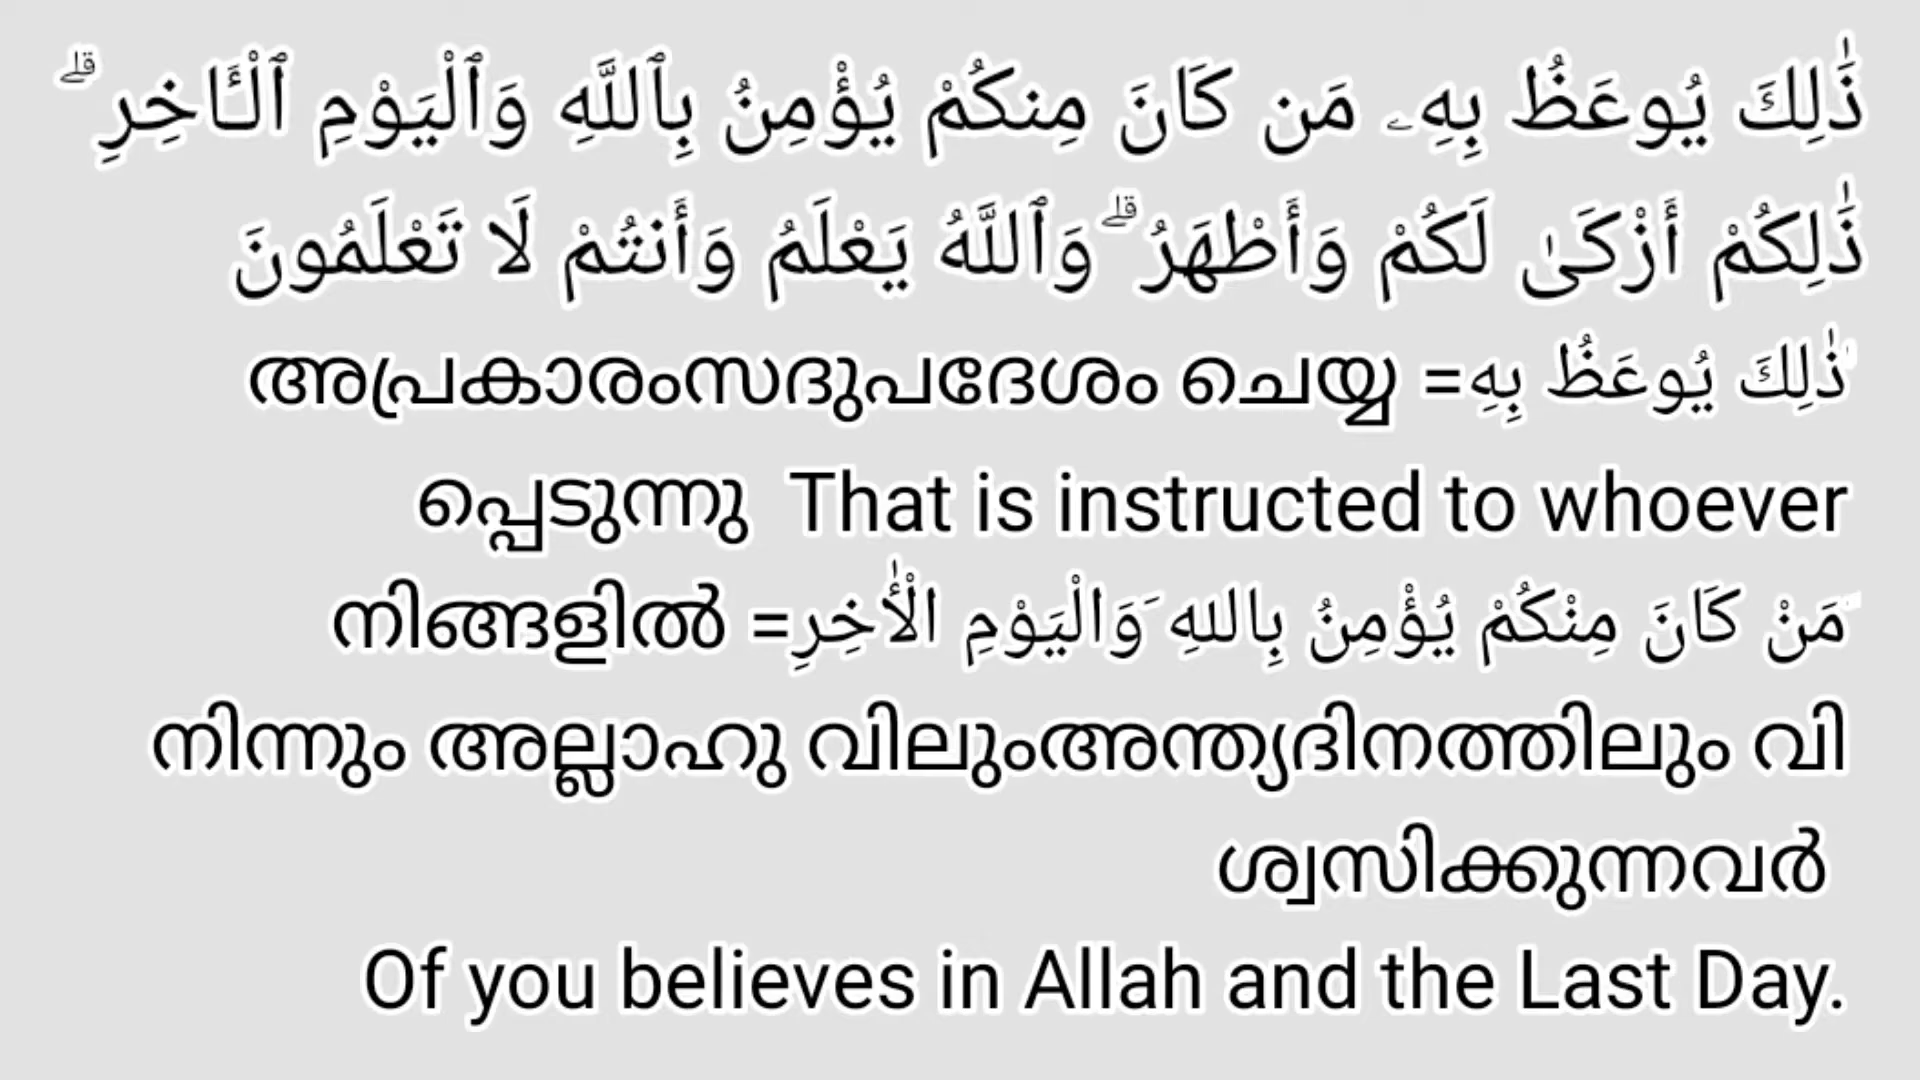 ذَٰلِكَ يُوعَظُ بِهِۦ مَن كَانَ مِنكُمْ يُؤْمِنُ بِٱللَّهِ وَٱلْيَوْمِ ٱلْـَٔاخِرِ ۗ
ذَٰلِكُمْ أَزْكَىٰ لَكُمْ وَأَطْهَرُ ۗ وَٱللَّهُ يَعْلَمُ وَأَنتُمْ لَا تَعْلَمُونَ
ذٰلِكَ يُوعَظُ بِهِ= അപ്രകാരംസദുപദേശം ചെയ്യ
പ്പെടുന്നു That is instructed to whoever
مَنْ كَانَ مِنْكُمْ يُؤْمِنُ بِاللهِ َوَالْيَوْمِ الْأٰخِرِ= നിങ്ങളിൽ
നിന്നും അല്ലാഹു വിലുംഅന്ത്യദിനത്തിലും വി
ശ്വസിക്കുന്നവർ
Of you believes in Allah and the Last Day.